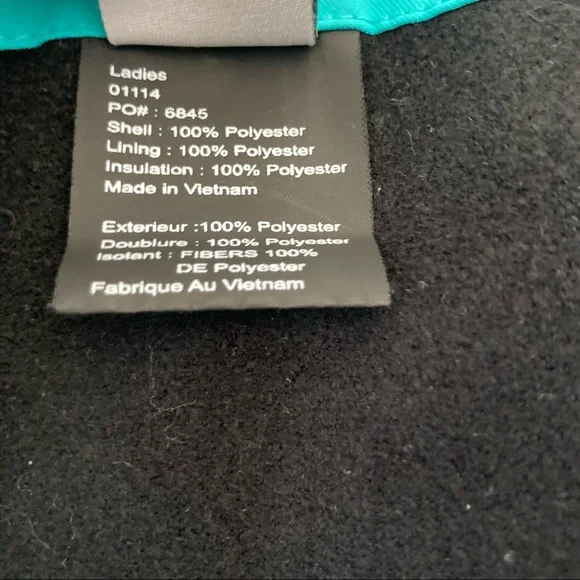 Ladies
01114
PO# : 6845
Shell : 100% Polyester
Lining : 100% Polyester
Insulation : 100% Polyester
Made in Vietnam
Exterieur :100% Polyester
Doublure : 100% Polyester
Isolant : FIBERS 100%
DE Polyester
Fabrique Au Vietnam